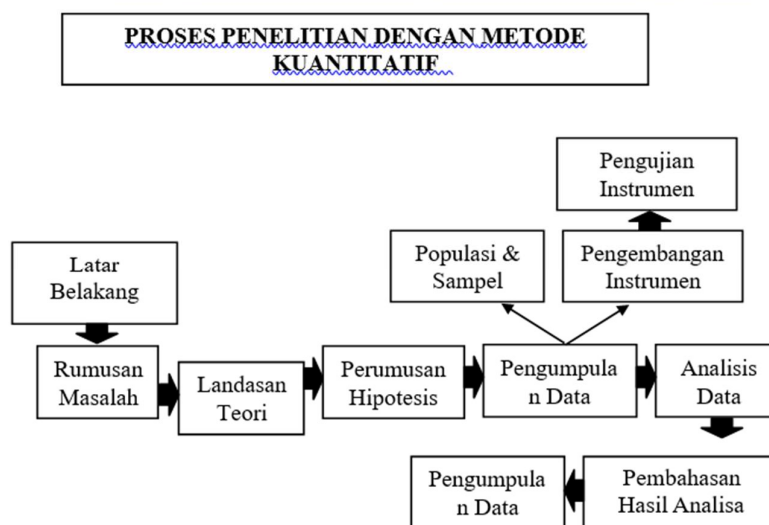 PROSES PENELITIAN DENGAN METODE
KUANTITATIF
Pengujian
Instrumen
Latar
Belakang
Populasi &
Sampel
Pengembangan
Instrumen
Rumusan
Masalah
Landasan
Teori
Perumusan
Hipotesis
Pengumpula
n Data
Analisis
Data
Pengumpula
n Data
Pembahasan
Hasil Analisa